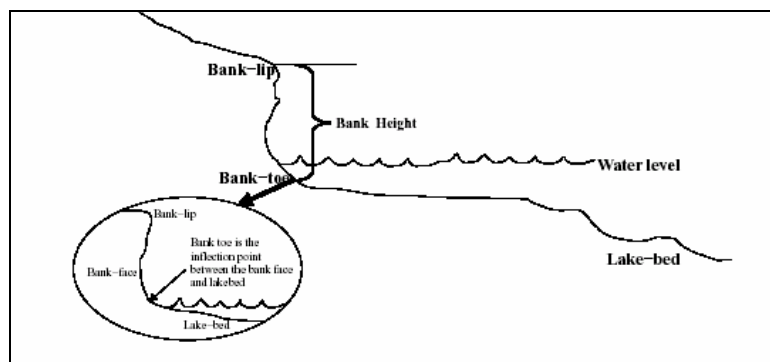 Bank-lip
Bank Height
Water level
Bank-toe
Lake-bed
Bank-lip
Bank toe is the
inflection point
between the bank face
and lakebed
Bank-face
Lake-bed